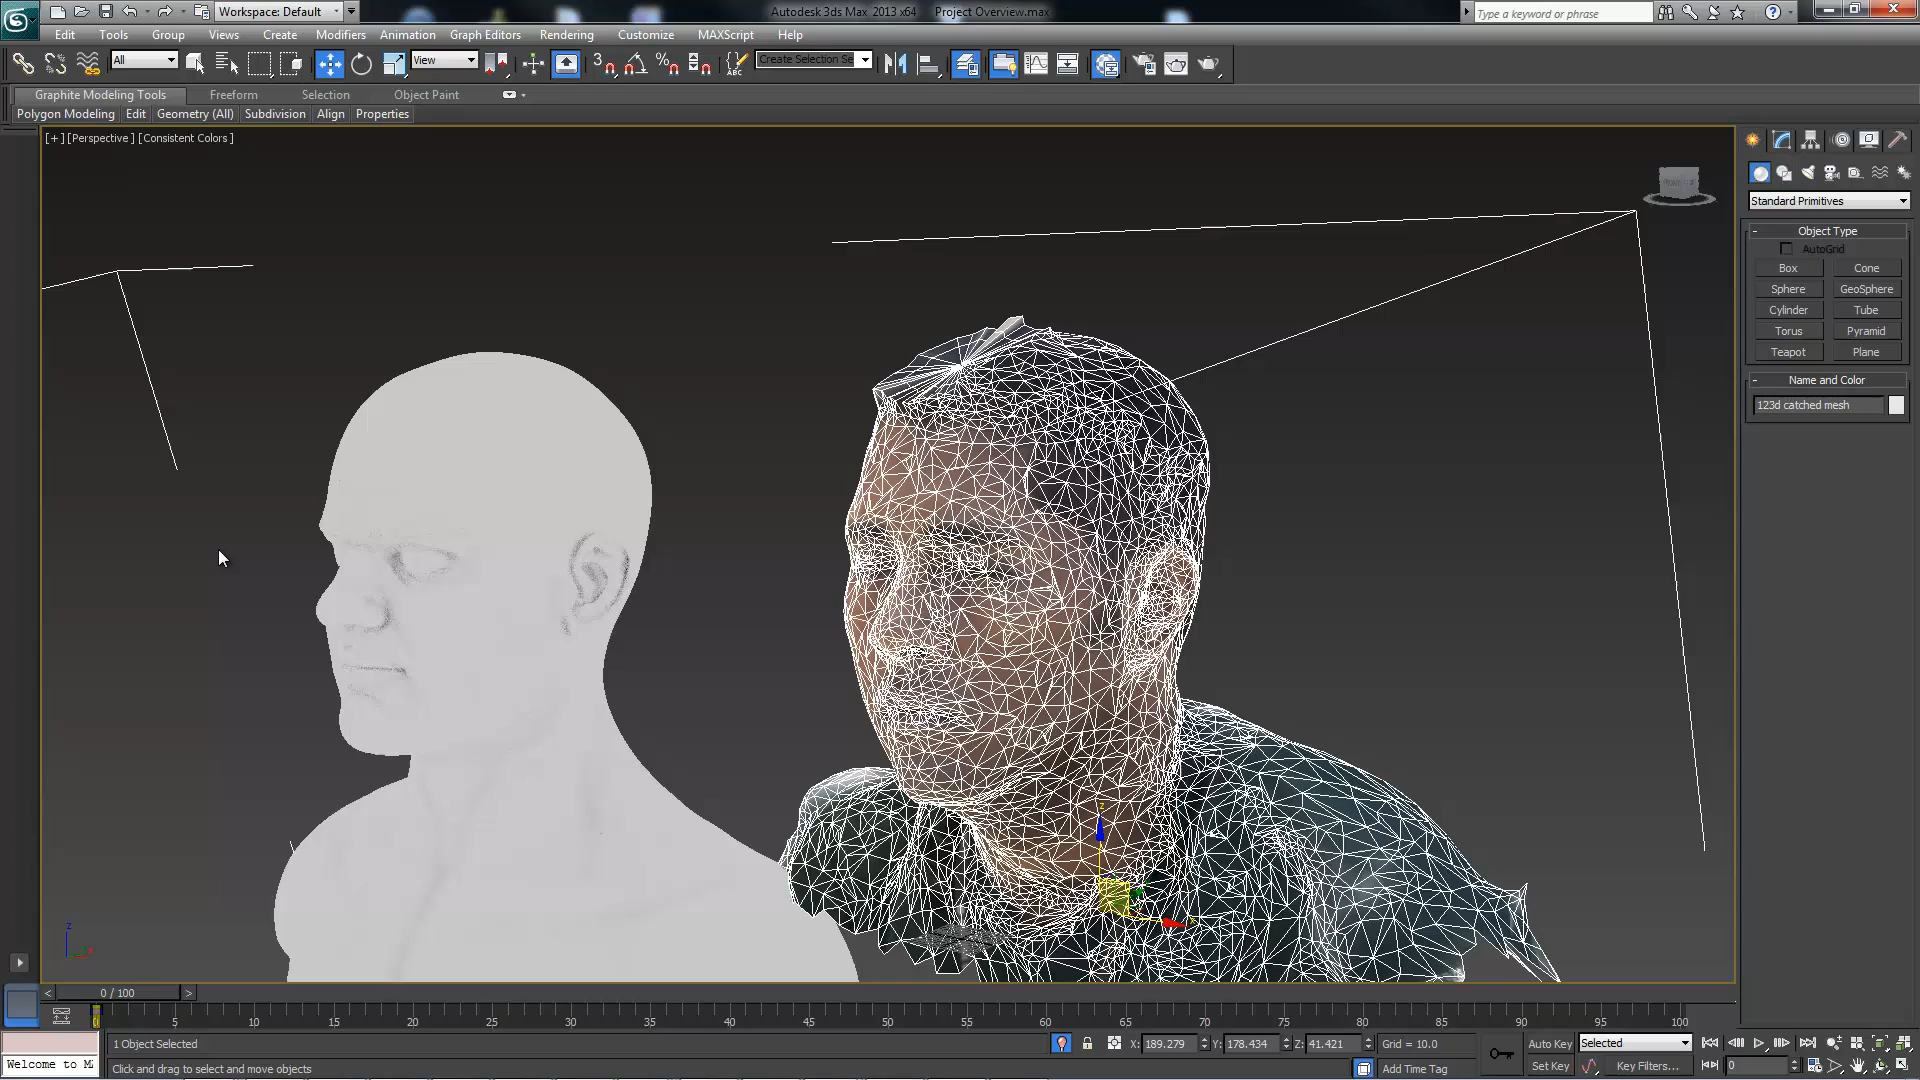 Workspace: Default
Autodesk 3ds Max 2013 x64 Project Overview.max
Type a keyword or phrase
Edit Tools Group Views Create Modifiers Animation Graph Editors Rendering Customize MAXScript Help
All
View
3
%
ABC
Create Selection Se
Graphite Modeling Tools Freeform Selection Object Paint
Polygon Modeling Edit Geometry (All) Subdivision Align Properties
[+] [Perspective] [Consistent Colors]
Standard Primitives
- Object Type
AutoGrid
Box Cone
Sphere GeoSphere
Cylinder Tube
Torus Pyramid
Teapot Plane
- Name and Color
123d catched mesh
z
x
z
x
< 0 / 100 >
0 5 10 15 20 25 30 35 40 45 50 55 60 65 70 75 80 85 90 95 100
1 Object Selected
X: 189.279 Y: 178.434 Z: 41.421 Grid = 10.0
Auto Key Selected
Welcome to M
Click and drag to select and move objects
Add Time Tag
Set Key Key Filters...
0